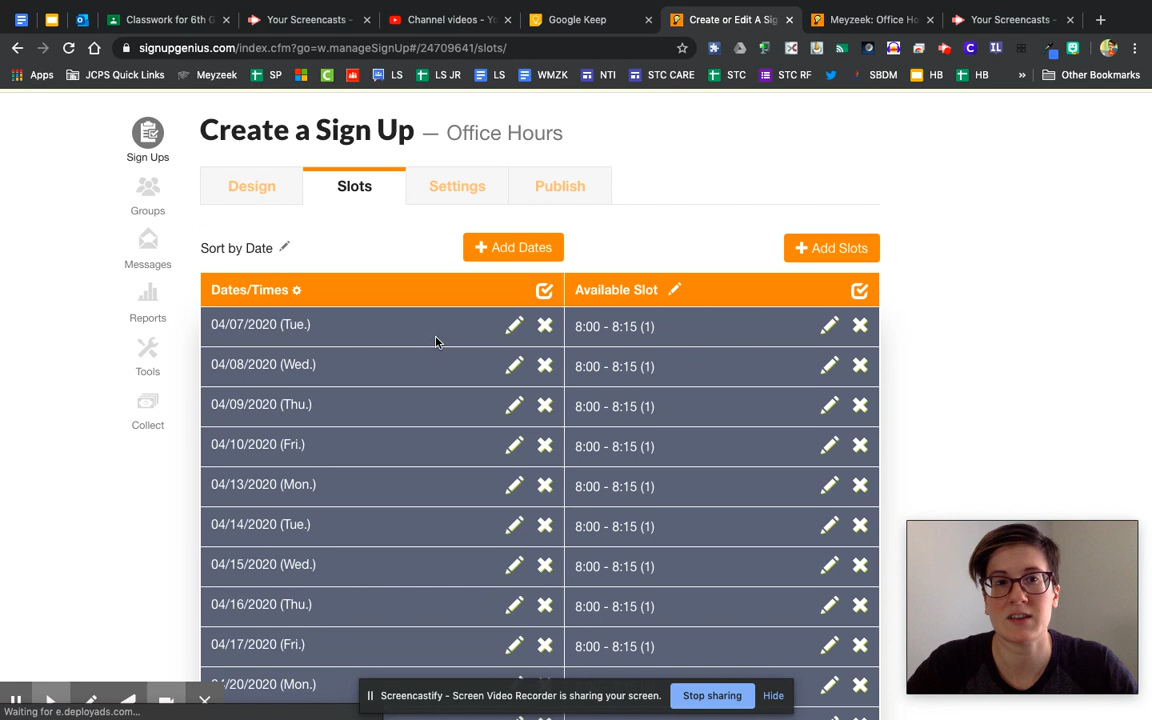 Classwork for 6th G
Your Screencasts -
Channel videos - Yo
Google Keep
Create or Edit A Sig
Meyzeek: Office Ho
Your Screencasts -
signupgenius.com/index.cfm?go=w.manageSignUp#/24709641/slots/
Apps
JCPS Quick Links
Meyzeek
SP
LS
LS JR
LS
WMZK
NTI
STC CARE
STC
STC RF
SBDM
HB
HB
»
Other Bookmarks
Create a Sign Up — Office Hours
Sign Ups
Groups
Messages
Reports
Tools
Collect
Design
Slots
Settings
Publish
Sort by Date
+ Add Dates
+ Add Slots
Dates/Times
Available Slot
04/07/2020 (Tue.)
8:00 - 8:15 (1)
04/08/2020 (Wed.)
8:00 - 8:15 (1)
04/09/2020 (Thu.)
8:00 - 8:15 (1)
04/10/2020 (Fri.)
8:00 - 8:15 (1)
04/13/2020 (Mon.)
8:00 - 8:15 (1)
04/14/2020 (Tue.)
8:00 - 8:15 (1)
04/15/2020 (Wed.)
8:00 - 8:15 (1)
04/16/2020 (Thu.)
8:00 - 8:15 (1)
04/17/2020 (Fri.)
8:00 - 8:15 (1)
04/20/2020 (Mon.)
Screencastify - Screen Video Recorder is sharing your screen.
Stop sharing
Hide
Waiting for e.deployads.com...